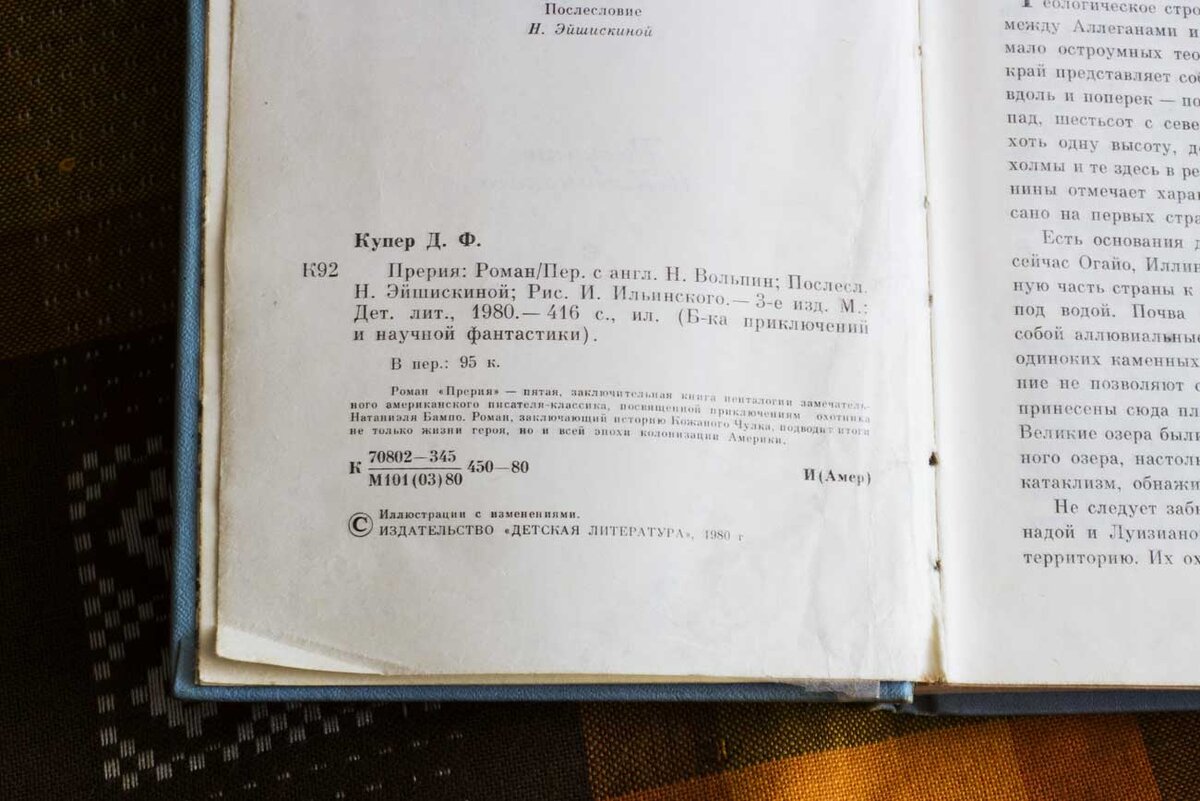 Послесловие
Н. Эйшискиной
Купер Д. Ф.
К92 Прерия: Роман/Пер. с англ. Н. Вольпин; Послесл.
Н. Эйшискиной; Рис. И. Ильинского.— 3-е изд. М.:
Дет. лит., 1980.— 416 с., ил. (Б-ка приключений
и научной фантастики).
В пер.: 95 к.
Роман «Прерия» — пятая, заключительная книга пенталогии замечатель-
ного американского писателя-классика, посвященной приключениям охотника
Натаниэля Бампо. Роман, заключающий историю Кожаного Чулка, подводит итоги
не только жизни героя, но и всей эпохи колонизации Америки.
К 70802—345 450—80
М101(03)80
И(Амер)
Иллюстрации с изменениями.
© ИЗДАТЕЛЬСТВО «ДЕТСКАЯ ЛИТЕРАТУРА», 1980 г
Геологическое стро
между Аллеганами и
мало остроумных тео
край представляет соб
вдоль и поперек — по
пад, шестьсот с севе
хоть одну высоту, до
холмы и те здесь в ре
нины отмечает хара
сано на первых стра
Есть основания д
сейчас Огайо, Иллин
ную часть страны к
под водой. Почва
собой аллювиальные
одиноких каменных
ние не позволяют с
принесены сюда пл
Великие озера были
ного озера, настоль
катаклизм, обнажи
Не следует забы
надой и Луизиано
территорию. Их ох